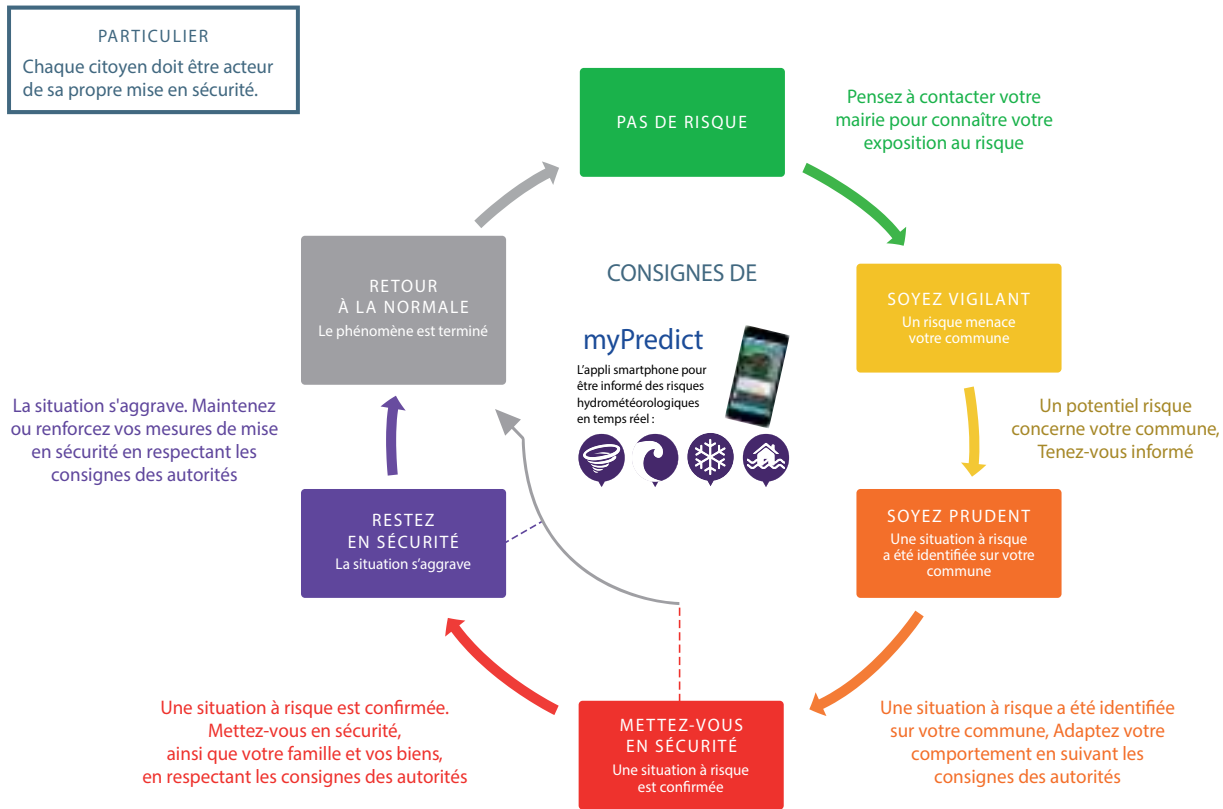 PARTICULIER
Chaque citoyen doit être acteur
de sa propre mise en sécurité.
PAS DE RISQUE
Pensez à contacter votre
mairie pour connaître votre
exposition au risque
SOYEZ VIGILANT
Un risque menace
votre commune
Un potentiel risque
concerne votre commune,
Tenez-vous informé
SOYEZ PRUDENT
Une situation à risque
a été identifiée sur votre
commune
Une situation à risque a été identifiée
sur votre commune, Adaptez votre
comportement en suivant les
consignes des autorités
METTEZ-VOUS
EN SÉCURITÉ
Une situation à risque
est confirmée
Une situation à risque est confirmée.
Mettez-vous en sécurité,
ainsi que votre famille et vos biens,
en respectant les consignes des autorités
RESTEZ
EN SÉCURITÉ
La situation s’aggrave
La situation s'aggrave. Maintenez
ou renforcez vos mesures de mise
en sécurité en respectant les
consignes des autorités
RETOUR
À LA NORMALE
Le phénomène est terminé
CONSIGNES DE
myPredict
L’appli smartphone pour
être informé des risques
hydrométéorologiques
en temps réel :